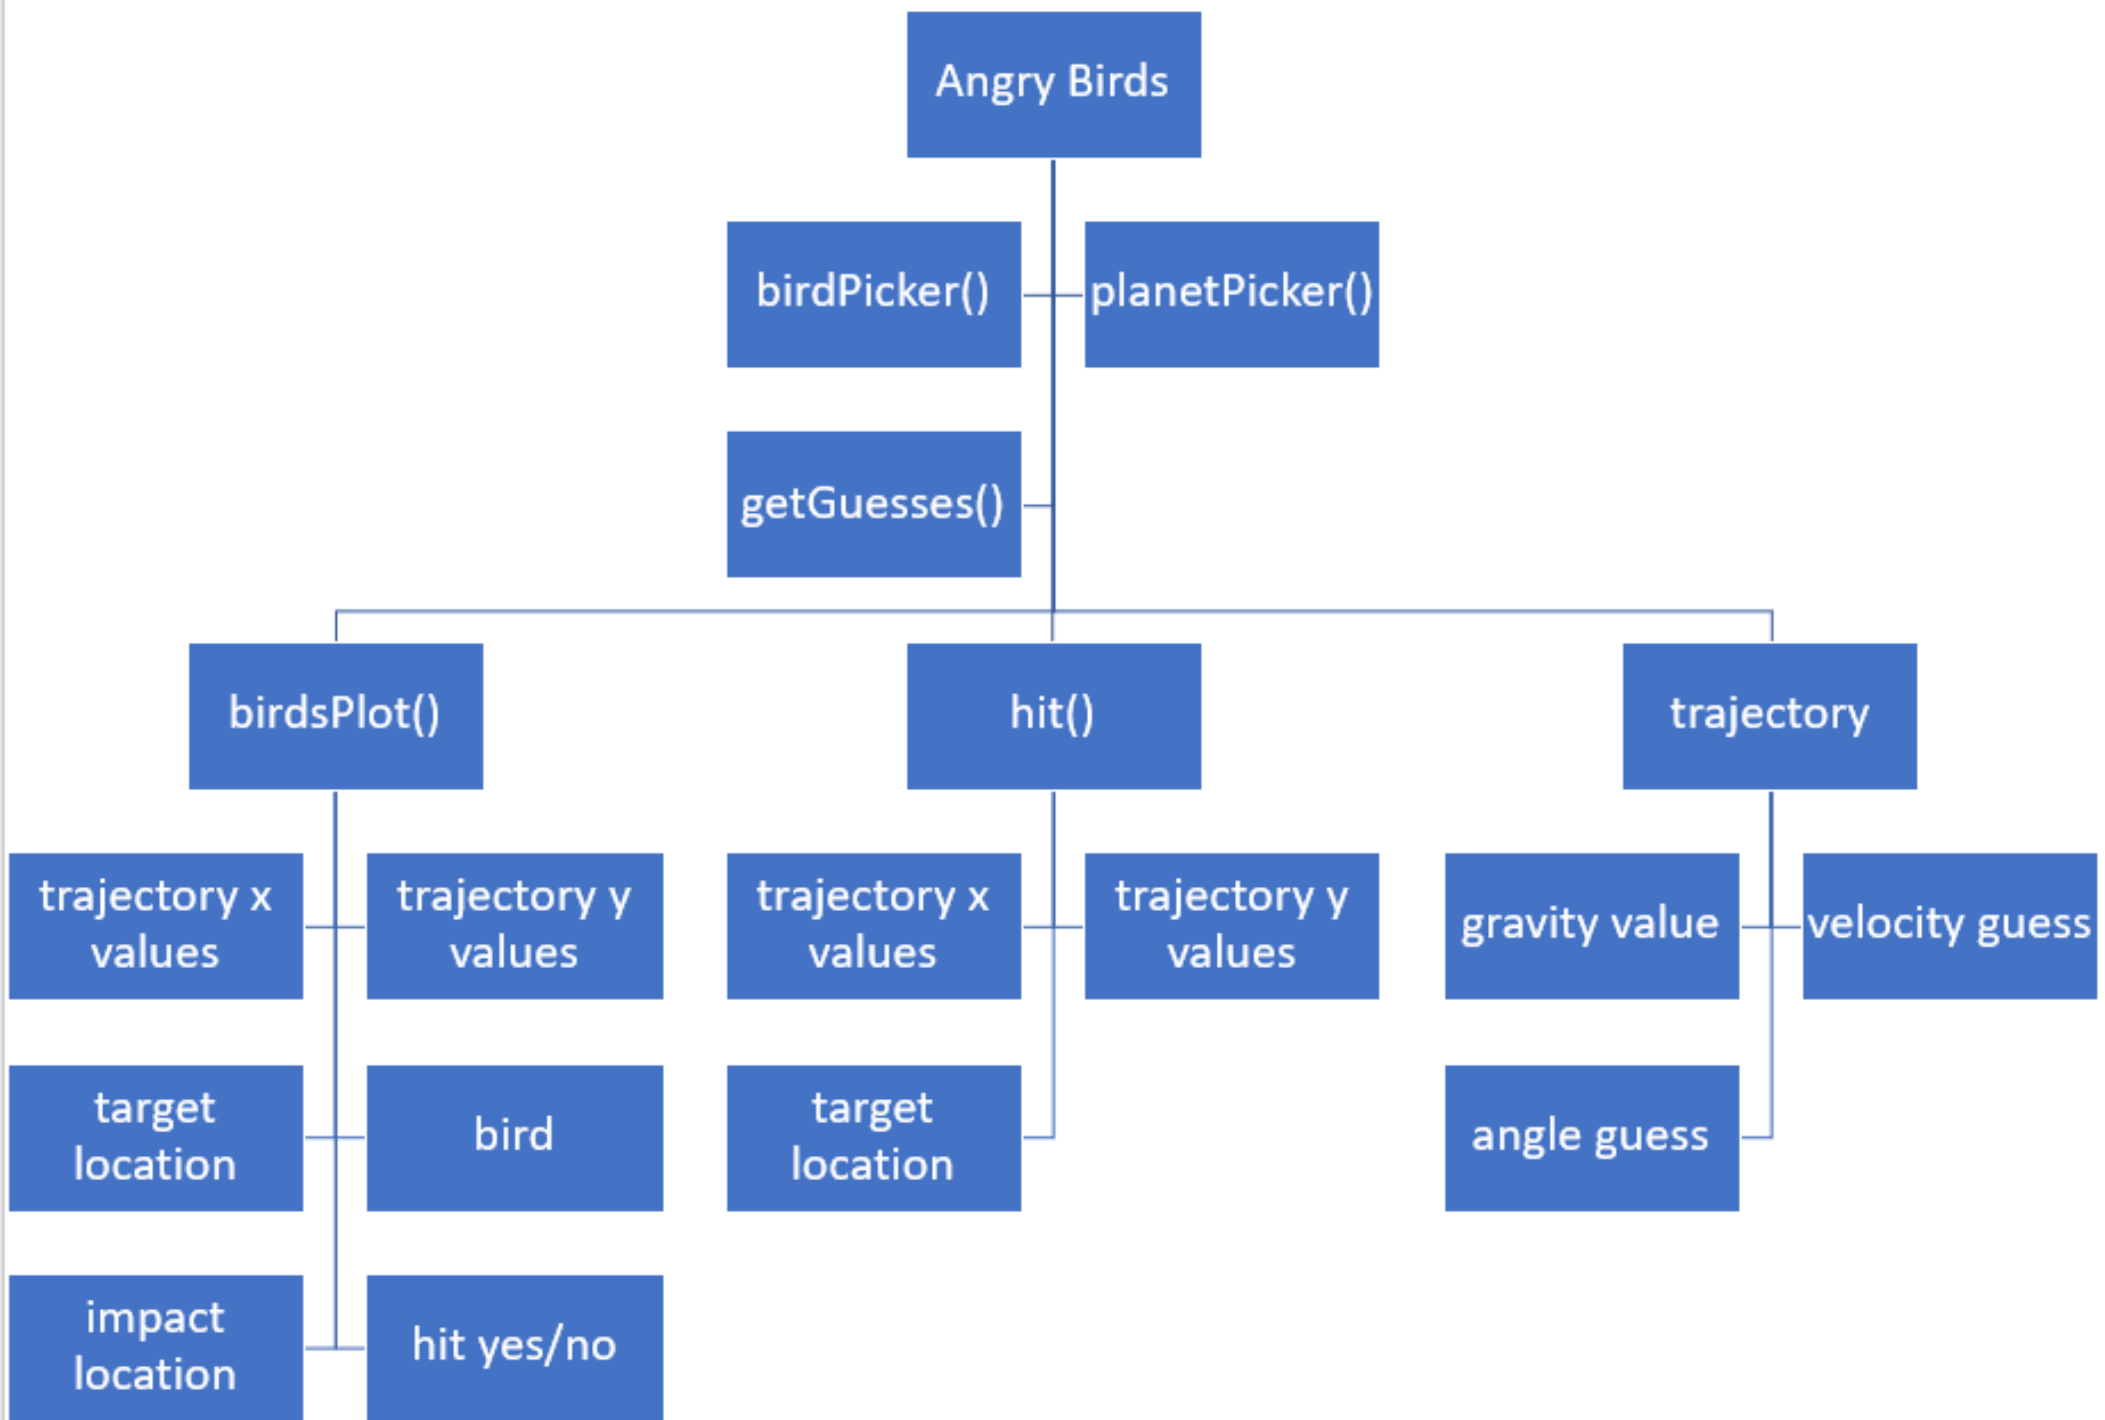 Angry Birds
birdPicker()
planetPicker()
getGuesses()
birdsPlot()
hit()
trajectory
trajectory x
values
trajectory y
values
trajectory x
values
trajectory y
values
gravity value
velocity guess
target
location
bird
target
location
angle guess
impact
location
hit yes/no